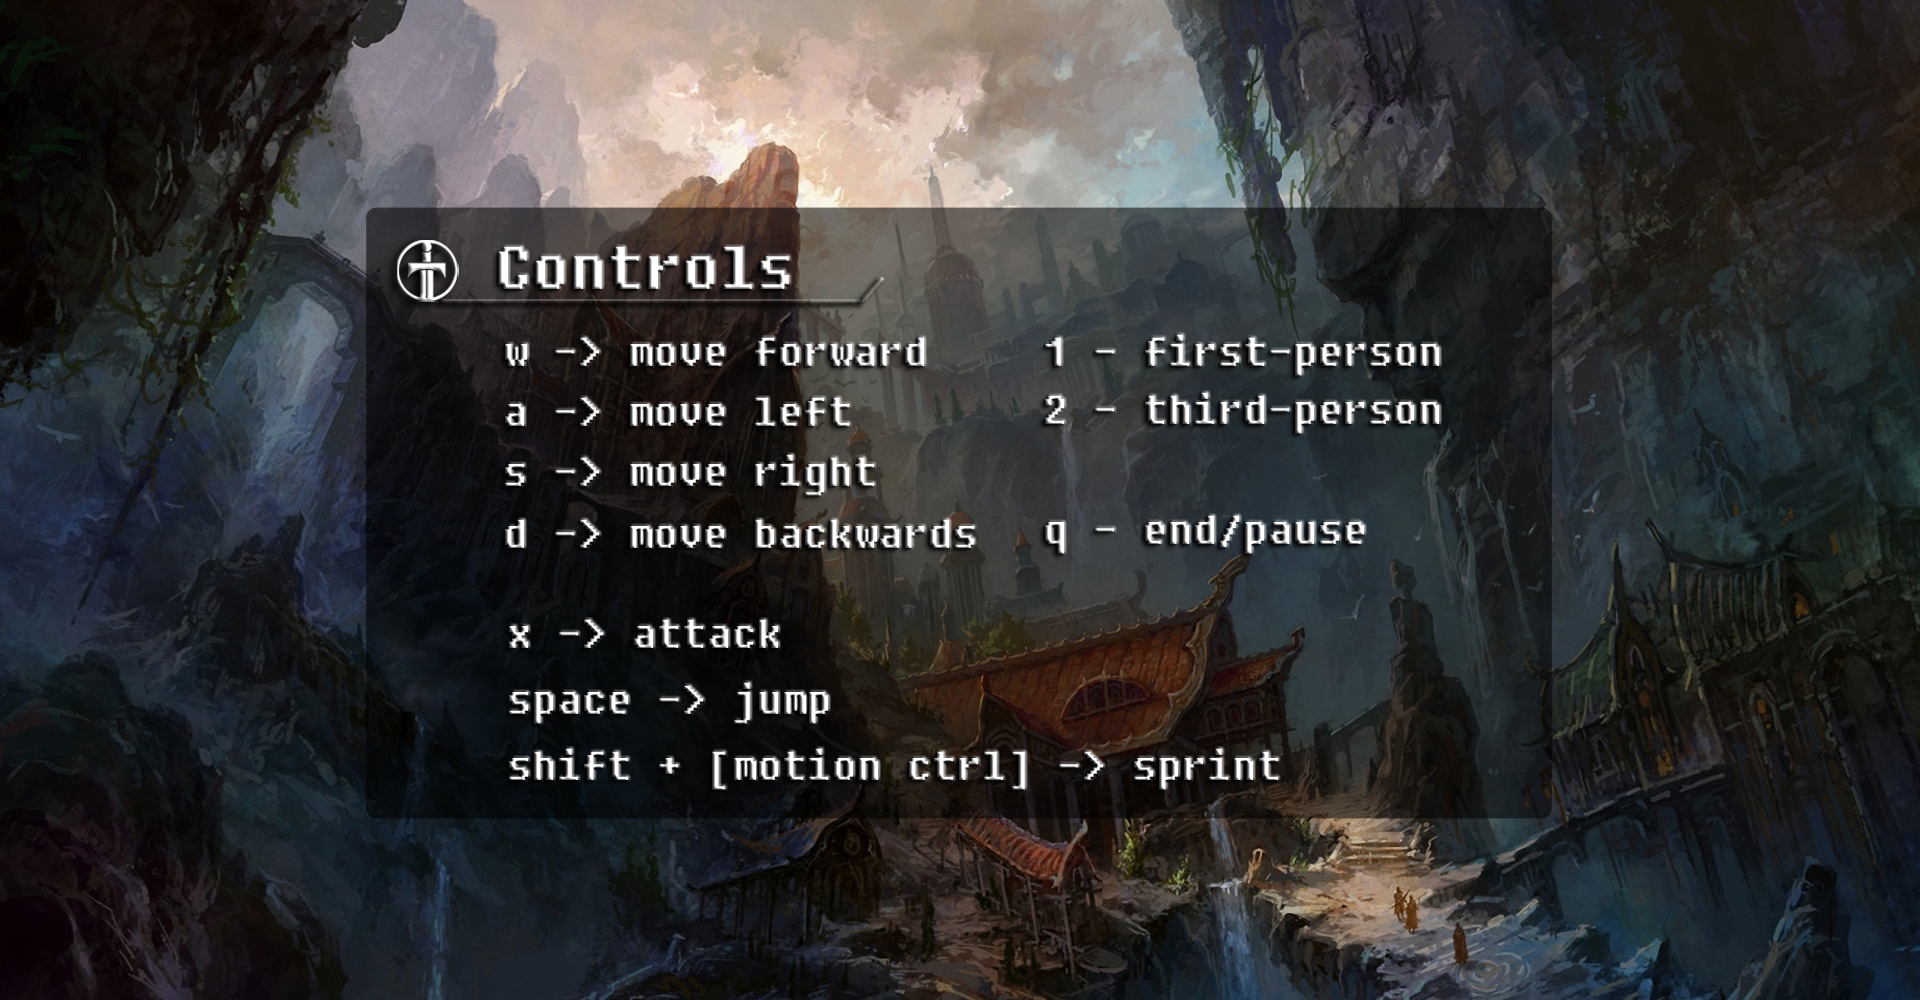 Controls
w -> move forward
a -> move left
s -> move right
d -> move backwards
x -> attack
space -> jump
shift + [motion ctrl] -> sprint
1 - first-person
2 - third-person
q - end/pause